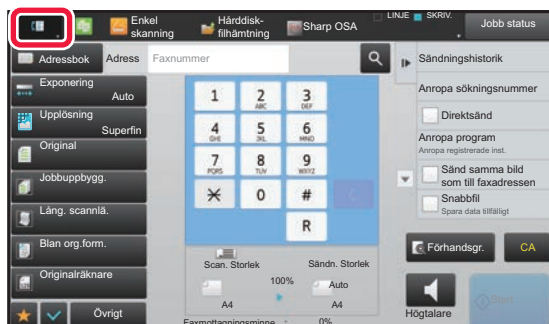 Enkel skanning
Hårddisk-filhämtning
Sharp OSA
LINJE
SKRIV.
Jobb status
Adressbok
Adress
Faxnummer
Exponering
Auto
Upplösning
Superfin
Original
Jobbuppbygg.
Lång. scannlä.
Blan org.form.
Originalräknare
Övrigt
1
2
ABC
3
DEF
4
GHI
5
JKL
6
MNO
7
PQRS
8
TUV
9
WXYZ
0
#
R
Scan. Storlek
Sändn. Storlek
100%
Auto
A4
A4
Faxmottagningsminne : 0%
Sändningshistorik
Anropa sökningsnummer
Direktsänd
Anropa program
Anropa registrerade inst.
Sänd samma bild
som till faxadressen
Snabbfil
Spara data tillfälligt
Förhandsgr.
CA
Högtalare
Start